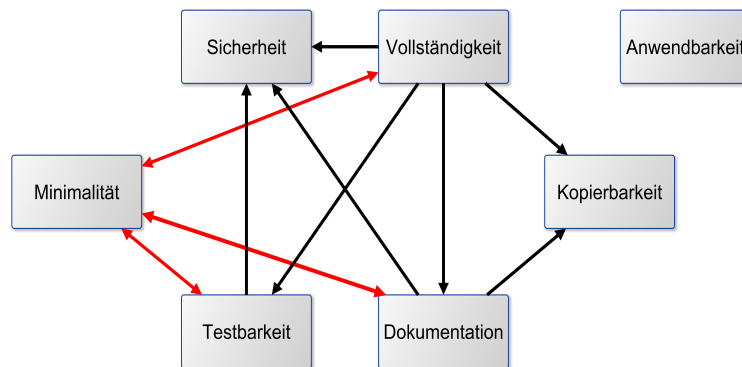 Sicherheit
Vollständigkeit
Anwendbarkeit
Minimalität
Kopierbarkeit
Testbarkeit
Dokumentation